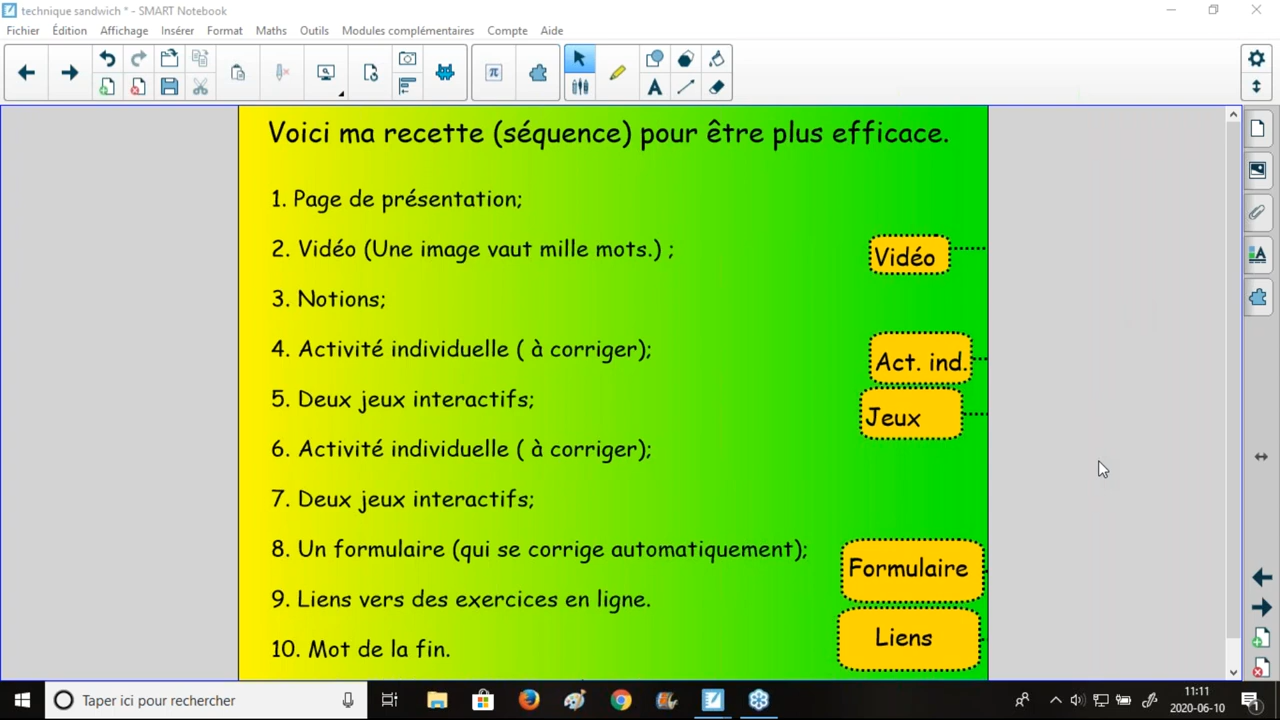 technique sandwich * - SMART Notebook
Fichier Édition Affichage Insérer Format Maths Outils Modules complémentaires Compte Aide
π
A
A
Voici ma recette (séquence) pour être plus efficace.
1. Page de présentation;
2. Vidéo (Une image vaut mille mots.) ;
Vidéo
3. Notions;
4. Activité individuelle ( à corriger);
Act. ind.
5. Deux jeux interactifs;
Jeux
6. Activité individuelle ( à corriger);
7. Deux jeux interactifs;
8. Un formulaire (qui se corrige automatiquement);
Formulaire
9. Liens vers des exercices en ligne.
Liens
10. Mot de la fin.
Taper ici pour rechercher
11:11
2020-06-10
1